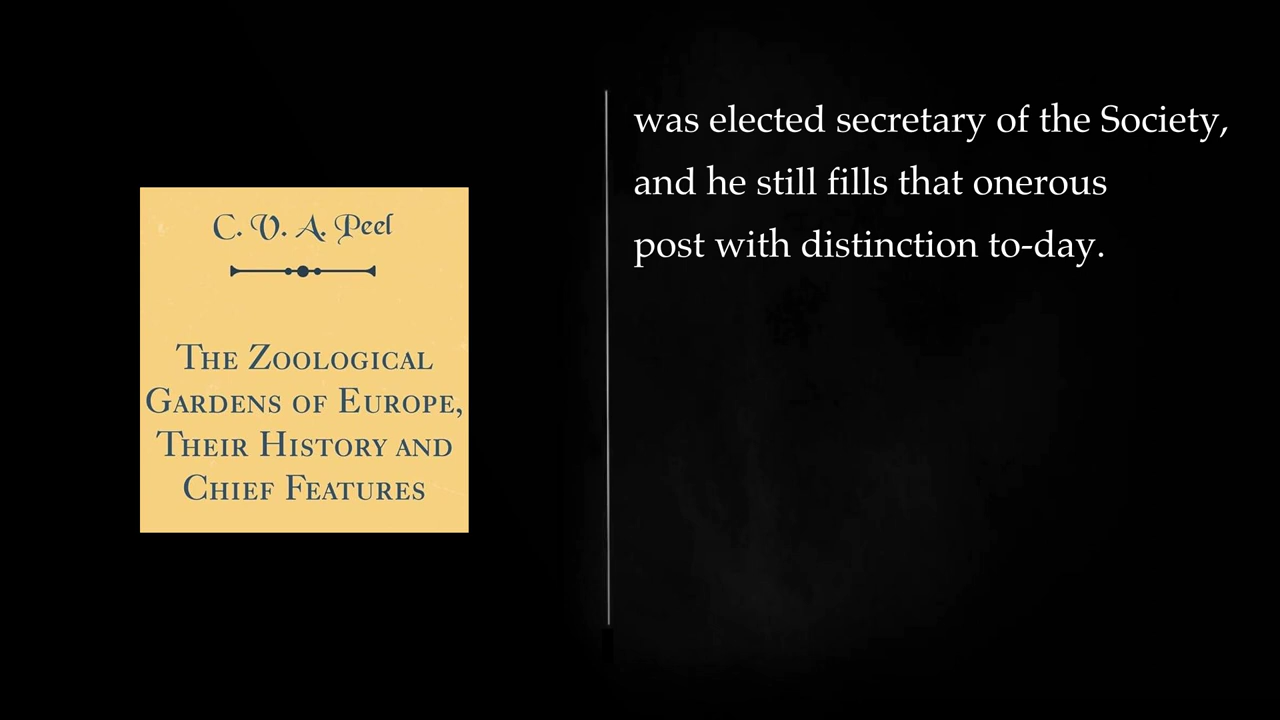 C. V. A. Peel
The Zoological
Gardens of Europe,
Their History and
Chief Features
was elected secretary of the Society,
and he still fills that onerous
post with distinction to-day.